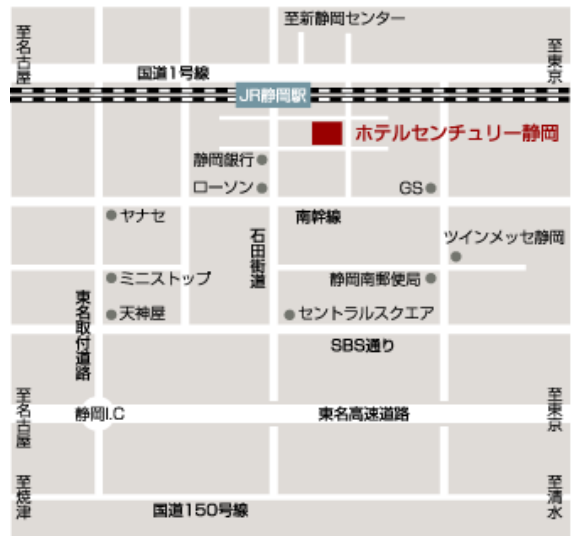 至新静岡センター
至名古屋
至東京
国道1号線
JR静岡駅
ホテルセンチュリー静岡
静岡銀行
ローソン
GS
ヤナセ
南幹線
石田街道
ツインメッセ静岡
ミニストップ
静岡南郵便局
東名取付道路
天神屋
セントラルスクエア
SBS通り
至名古屋
至東京
静岡I.C
東名高速道路
至焼津
至清水
国道150号線